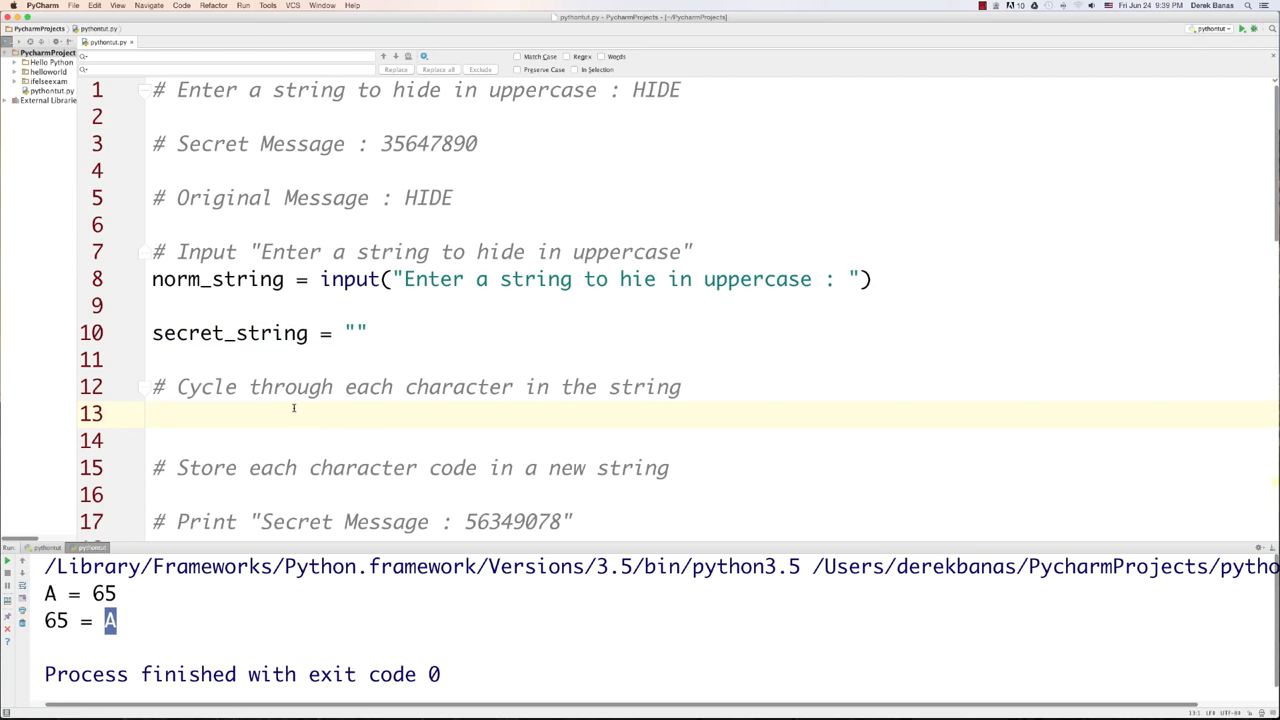 PyCharm File Edit View Navigate Code Refactor Run Tools VCS Window Help
10 Fri Jun 24 9:39 PM Derek Banas
pythontut.py - PycharmProjects - [~/PycharmProjects]
PycharmProjects pythontut.py
pythontut
pythontut.py ×
PycharmProject
Hello Python
helloworld
ifelseexam
pythontut.py
External Librarie
Match Case Regex Words
Replace Replace all Exclude Preserve Case In Selection
1 # Enter a string to hide in uppercase : HIDE
2
3 # Secret Message : 35647890
4
5 # Original Message : HIDE
6
7 # Input "Enter a string to hide in uppercase"
8 norm_string = input("Enter a string to hie in uppercase : ")
9
10 secret_string = ""
11
12 # Cycle through each character in the string
13
14
15 # Store each character code in a new string
16
17 # Print "Secret Message : 56349078"
Run: pythontut pythontut
/Library/Frameworks/Python.framework/Versions/3.5/bin/python3.5 /Users/derekbanas/PycharmProjects/pytho
A = 65
65 = A
Process finished with exit code 0
13:1 LF÷ UTF-8÷